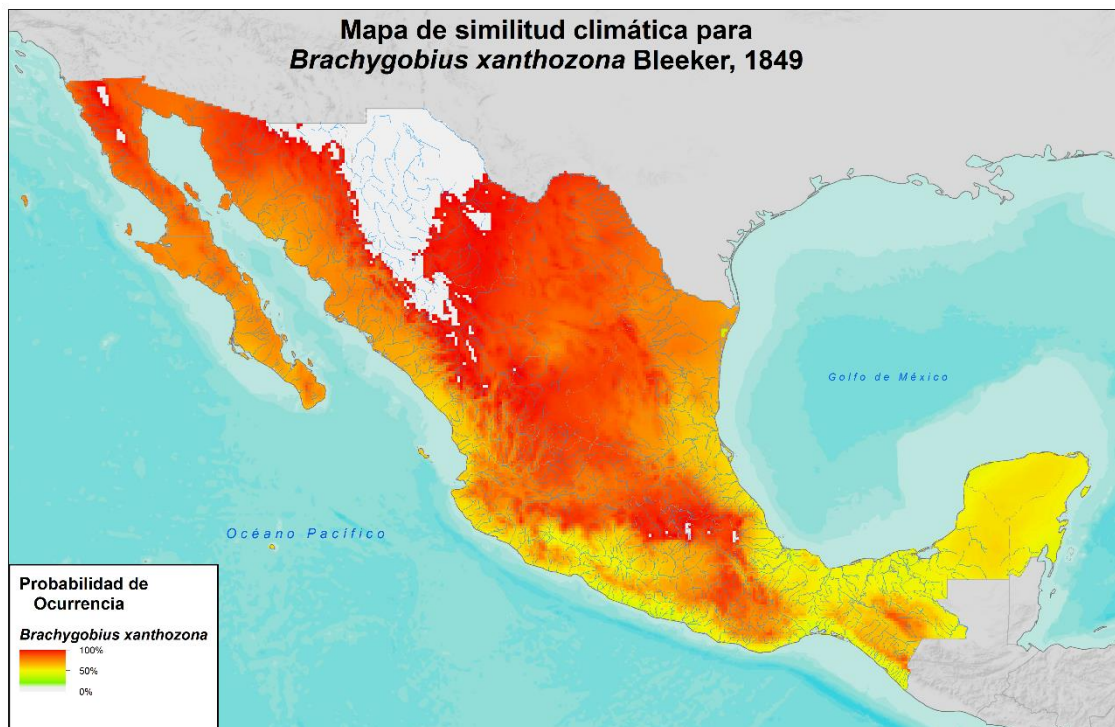 Mapa de similitud climática para
Brachygobius xanthozona Bleeker, 1849
Golfo de México
Océano Pacífico
Probabilidad de
Ocurrencia
Brachygobius xanthozona
100%
50%
0%